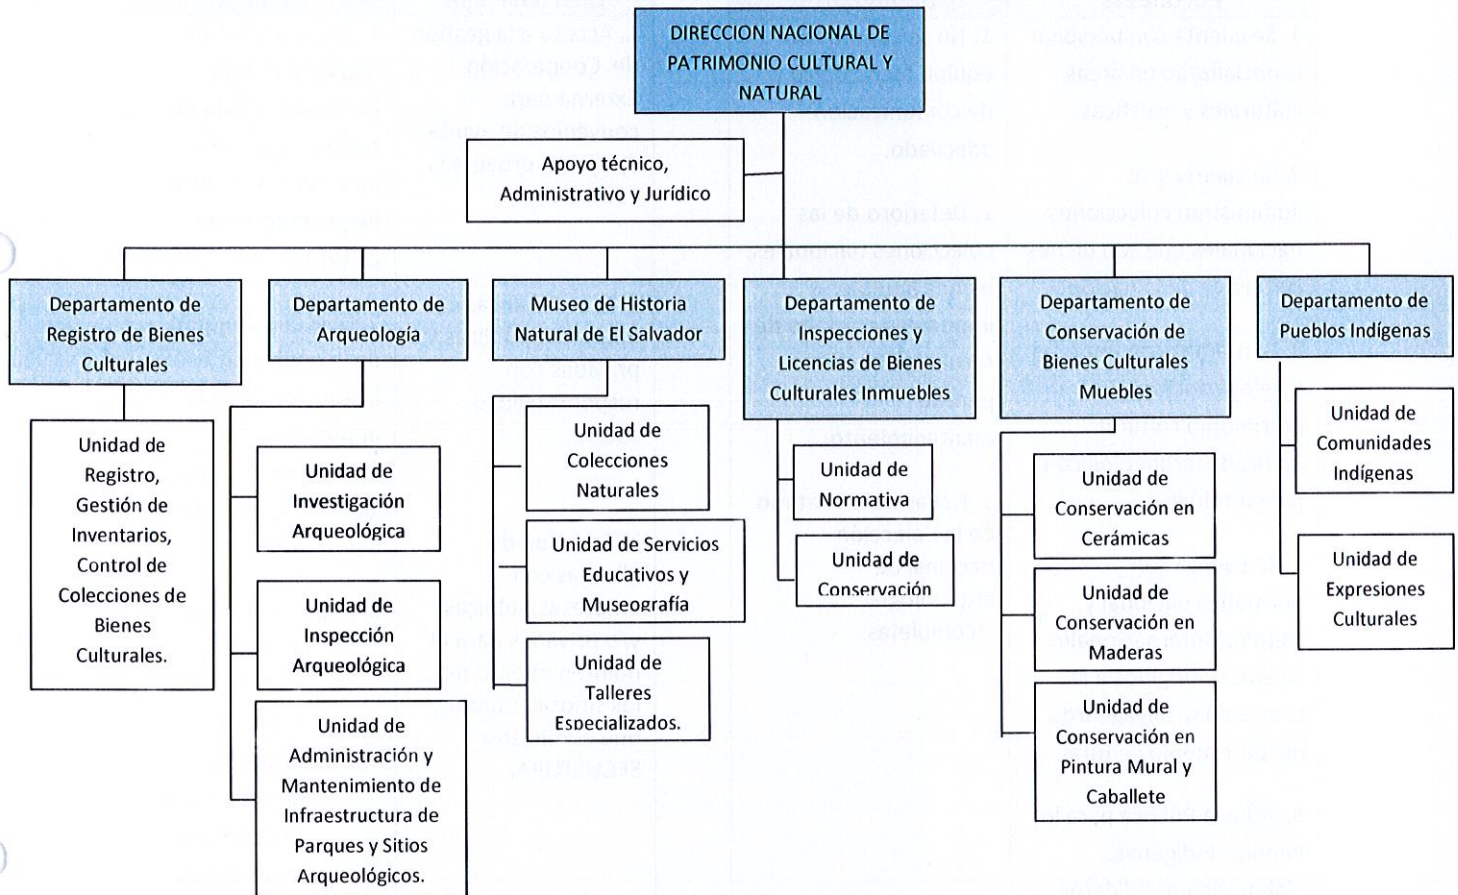 DIRECCION NACIONAL DE
PATRIMONIO CULTURAL Y
NATURAL
Apoyo técnico,
Administrativo y Jurídico
Departamento de
Registro de Bienes
Culturales
Departamento de
Arqueología
Museo de Historia
Natural de El Salvador
Departamento de
Inspecciones y
Licencias de Bienes
Culturales Inmuebles
Departamento de
Conservación de
Bienes Culturales
Muebles
Departamento de
Pueblos Indígenas
Unidad de
Registro,
Gestión de
Inventarios,
Control de
Colecciones de
Bienes
Culturales.
Unidad de
Investigación
Arqueológica
Unidad de
Inspección
Arqueológica
Unidad de
Administración y
Mantenimiento de
Infraestructura de
Parques y Sitios
Arqueológicos.
Unidad de
Colecciones
Naturales
Unidad de Servicios
Educativos y
Museografía
Unidad de
Talleres
Especializados.
Unidad de
Normativa
Unidad de
Conservación
Unidad de
Conservación en
Cerámicas
Unidad de
Conservación en
Maderas
Unidad de
Conservación en
Pintura Mural y
Caballete
Unidad de
Comunidades
Indígenas
Unidad de
Expresiones
Culturales